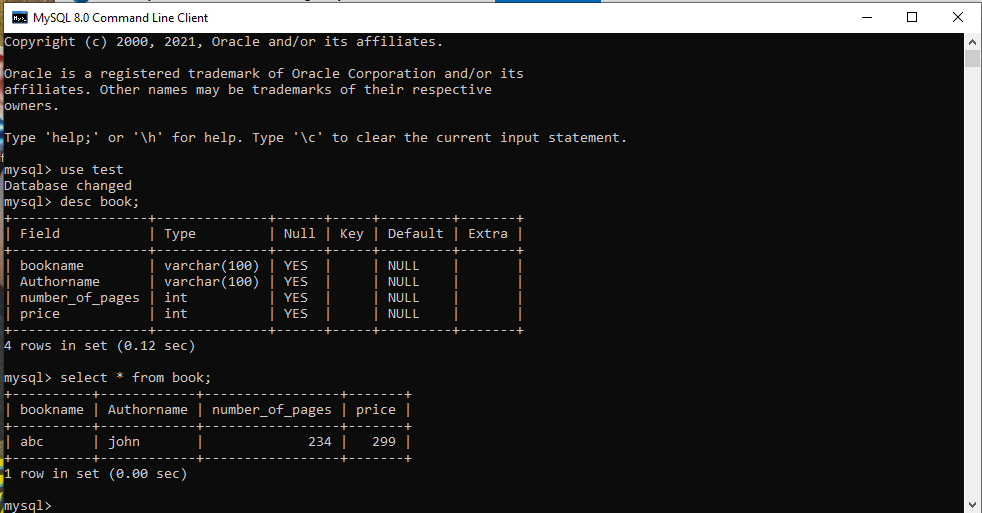 MySQL 8.0 Command Line Client
Copyright (c) 2000, 2021, Oracle and/or its affiliates.
Oracle is a registered trademark of Oracle Corporation and/or its
affiliates. Other names may be trademarks of their respective
owners.
Type 'help;' or '\h' for help. Type '\c' to clear the current input statement.
mysql> use test
Database changed
mysql> desc book;
+-----------------+--------------+------+-----+---------+-------+
| Field           | Type         | Null | Key | Default | Extra |
+-----------------+--------------+------+-----+---------+-------+
| bookname        | varchar(100) | YES  |     | NULL    |       |
| Authorname      | varchar(100) | YES  |     | NULL    |       |
| number_of_pages | int          | YES  |     | NULL    |       |
| price           | int          | YES  |     | NULL    |       |
+-----------------+--------------+------+-----+---------+-------+
4 rows in set (0.12 sec)
mysql> select * from book;
+----------+------------+-----------------+-------+
| bookname | Authorname | number_of_pages | price |
+----------+------------+-----------------+-------+
| abc      | john       |             234 |   299 |
+----------+------------+-----------------+-------+
1 row in set (0.00 sec)
mysql>